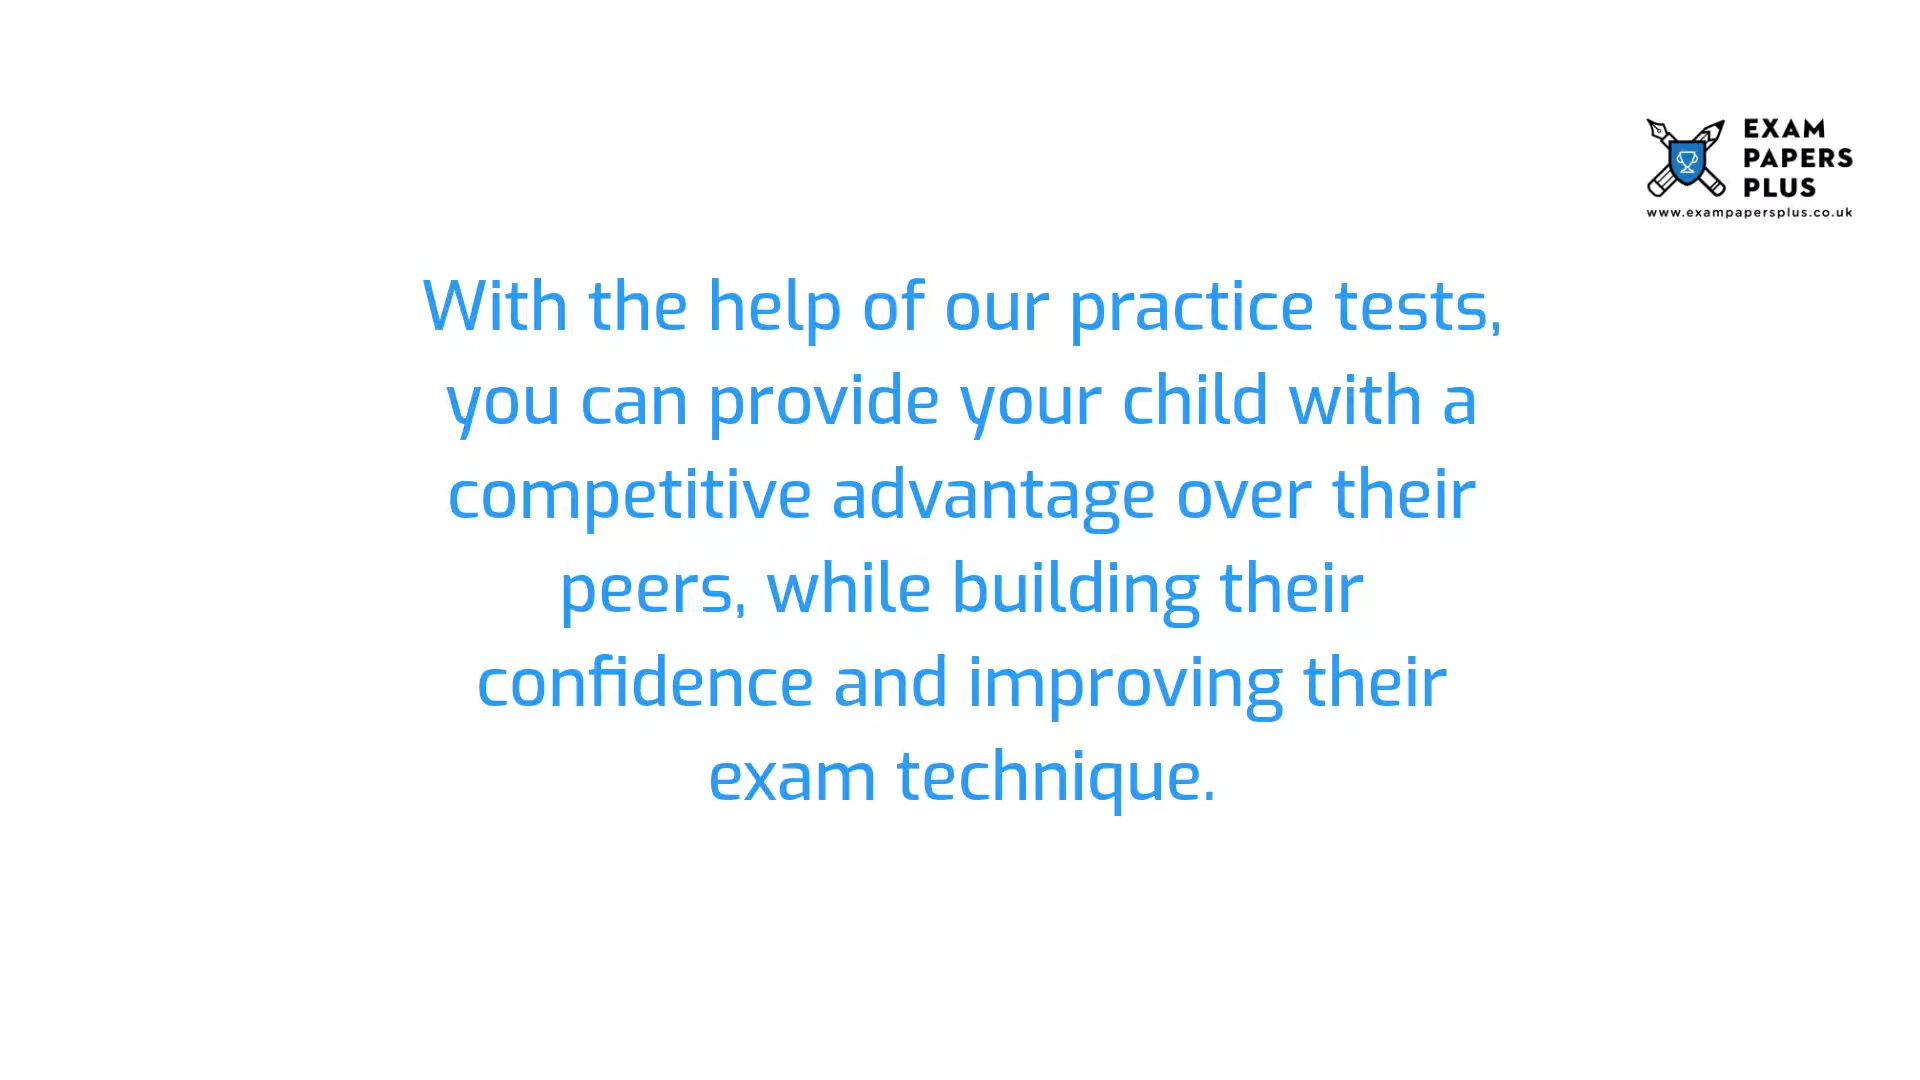 EXAM
PAPERS
PLUS
www.exampapersplus.co.uk
With the help of our practice tests,
you can provide your child with a
competitive advantage over their
peers, while building their
confidence and improving their
exam technique.